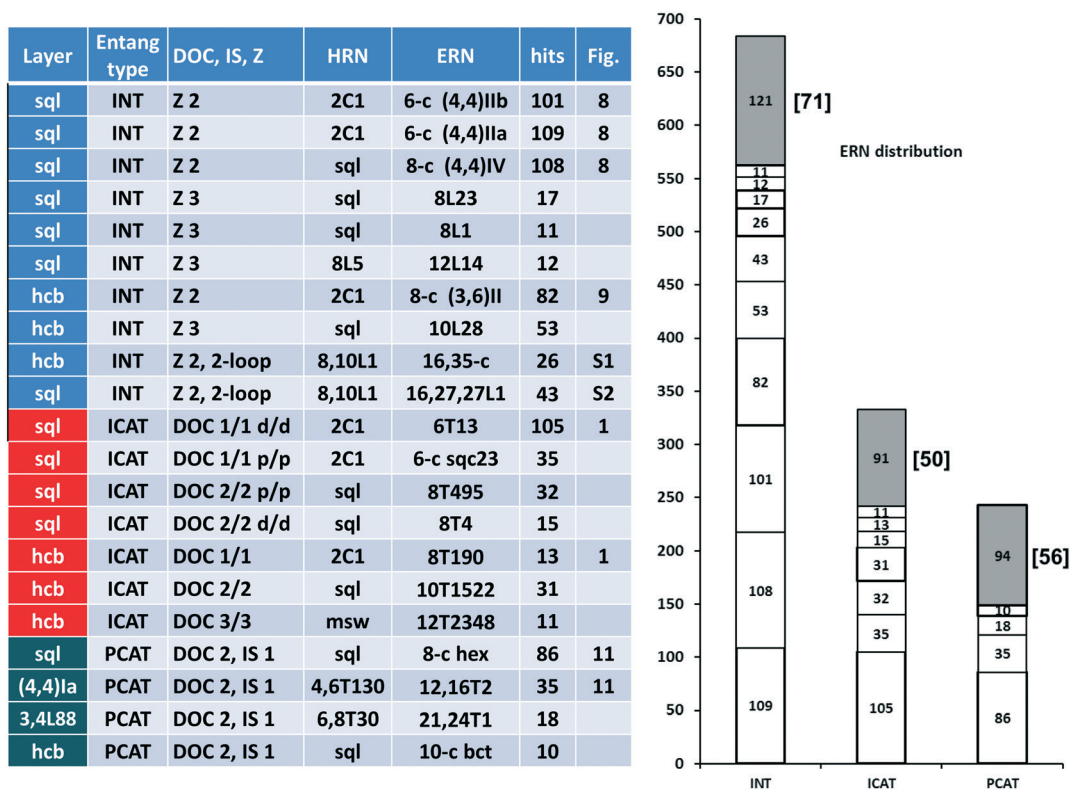 Layer Entang type DOC, IS, Z HRN ERN hits Fig.
sql INT Z 2 2C1 6-c (4,4)IIb 101 8
sql INT Z 2 2C1 6-c (4,4)IIa 109 8
sql INT Z 2 sql 8-c (4,4)IV 108 8
sql INT Z 3 sql 8L23 17
sql INT Z 3 sql 8L1 11
sql INT Z 3 8L5 12L14 12
hcb INT Z 2 2C1 8-c (3,6)II 82 9
hcb INT Z 3 sql 10L28 53
hcb INT Z 2, 2-loop 8,10L1 16,35-c 26 S1
sql INT Z 2, 2-loop 8,10L1 16,27,27L1 43 S2
sql ICAT DOC 1/1 d/d 2C1 6T13 105 1
sql ICAT DOC 1/1 p/p 2C1 6-c sqc23 35
sql ICAT DOC 2/2 p/p sql 8T495 32
sql ICAT DOC 2/2 d/d sql 8T4 15
hcb ICAT DOC 1/1 2C1 8T190 13 1
hcb ICAT DOC 2/2 sql 10T1522 31
hcb ICAT DOC 3/3 msw 12T2348 11
sql PCAT DOC 2, IS 1 sql 8-c hex 86 11
(4,4)Ia PCAT DOC 2, IS 1 4,6T130 12,16T2 35 11
3,4L88 PCAT DOC 2, IS 1 6,8T30 21,24T1 18
hcb PCAT DOC 2, IS 1 sql 10-c bct 10
ERN distribution
700
650
600
550
500
450
400
350
300
250
200
150
100
50
0
121 [71]
11
12
17
26
43
53
82
101
108
109
91 [50]
11
13
15
31
32
35
105
94 [56]
10
18
35
86
INT ICAT PCAT